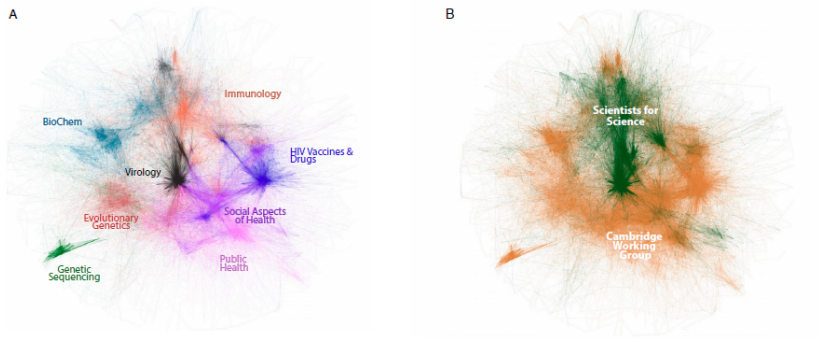 A
B
Immunology
BioChem
Scientists for
Science
Virology
HIV Vaccines &
Drugs
Evolutionary
Genetics
Social Aspects
of Health
Public
Health
Genetic
Sequencing
Cambridge
Working
Group